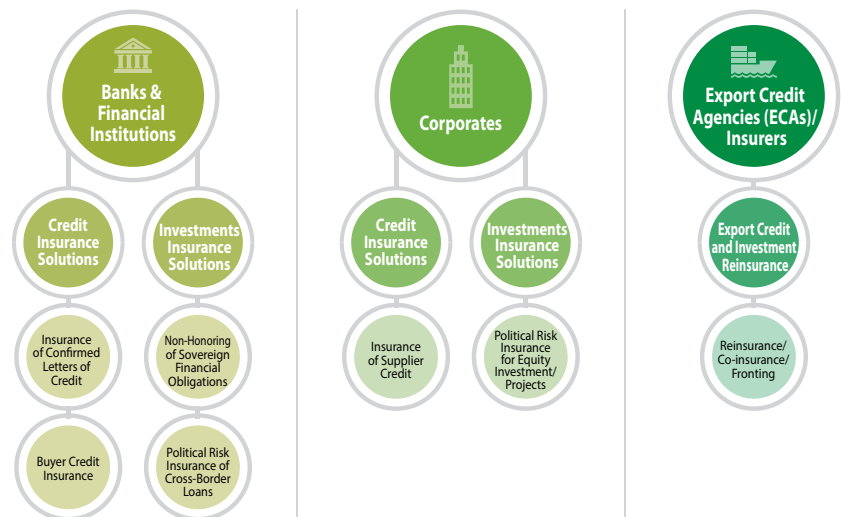 Banks &
Financial
Institutions
Credit
Insurance
Solutions
Investments
Insurance
Solutions
Insurance
of Confirmed
Letters of
Credit
Non-Honoring
of Sovereign
Financial
Obligations
Buyer Credit
Insurance
Political Risk
Insurance of
Cross-Border
Loans
Corporates
Credit
Insurance
Solutions
Investments
Insurance
Solutions
Insurance
of Supplier
Credit
Political Risk
Insurance
for Equity
Investment/
Projects
Export Credit
Agencies (ECAs)/
Insurers
Export Credit
and Investment
Reinsurance
Reinsurance/
Co-insurance/
Fronting